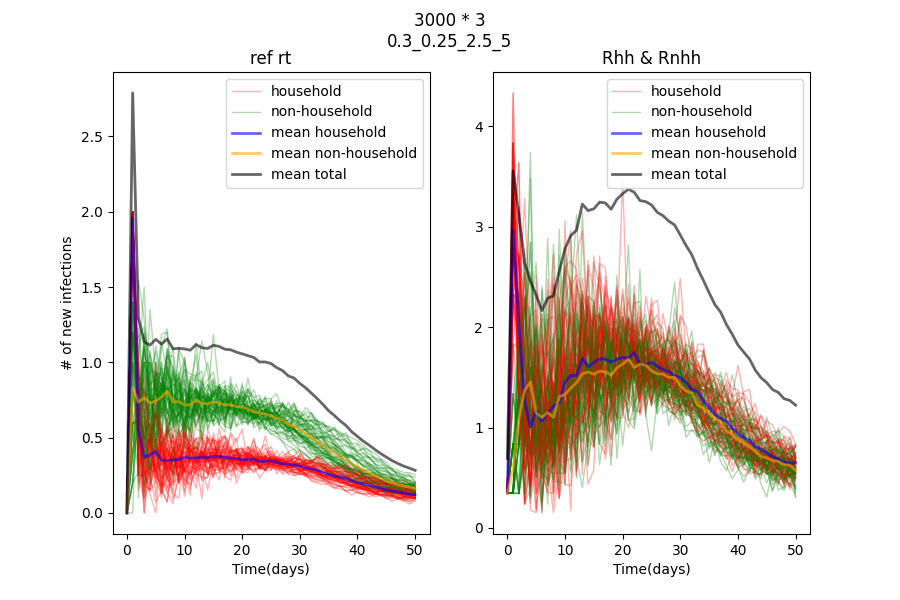 3000 * 3
0.3_0.25_2.5_5
ref rt
Rhh & Rnhh
household
non-household
mean household
mean non-household
mean total
household
non-household
mean household
mean non-household
mean total
# of new infections
2.5
2.0
1.5
1.0
0.5
0.0
4
3
2
1
0
0 10 20 30 40 50
0 10 20 30 40 50
Time(days)
Time(days)